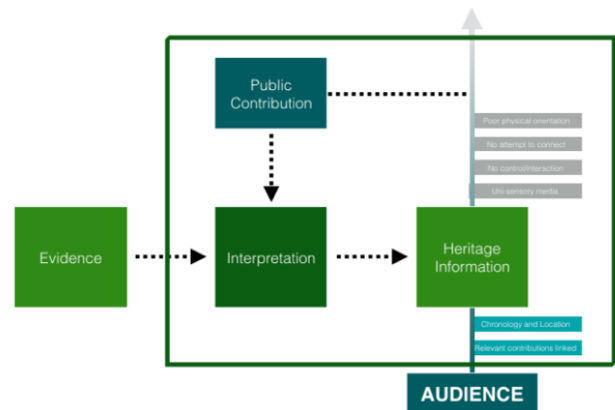 Public
Contribution
Poor physical orientation
No attempt to connect
No control/interaction
Uni-sensory media
Evidence
Interpretation
Heritage
Information
Chronology and Location
Relevant contributions linked
AUDIENCE